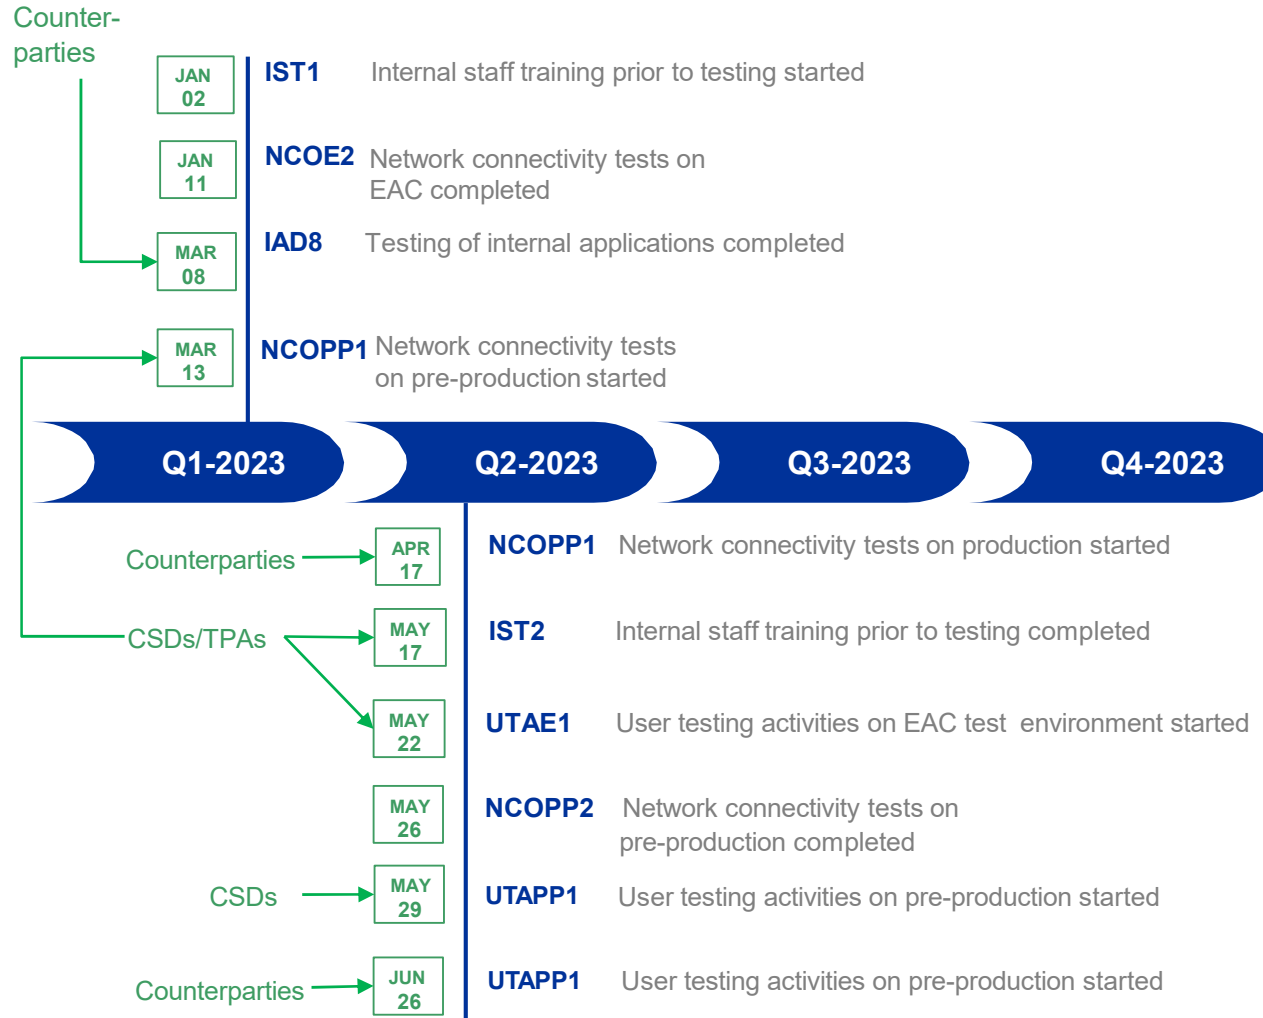 Counter-
parties
JAN
02
IST1 Internal staff training prior to testing started
JAN
11
NCOE2 Network connectivity tests on
EAC completed
MAR
08
IAD8 Testing of internal applications completed
MAR
13
NCOPP1 Network connectivity tests
on pre-production started
Q1-2023 Q2-2023 Q3-2023 Q4-2023
Counterparties
APR
17
NCOPP1 Network connectivity tests on production started
CSDs/TPAs
MAY
17
IST2 Internal staff training prior to testing completed
MAY
22
UTAE1 User testing activities on EAC test environment started
MAY
26
NCOPP2 Network connectivity tests on
pre-production completed
CSDs
MAY
29
UTAPP1 User testing activities on pre-production started
Counterparties
JUN
26
UTAPP1 User testing activities on pre-production started